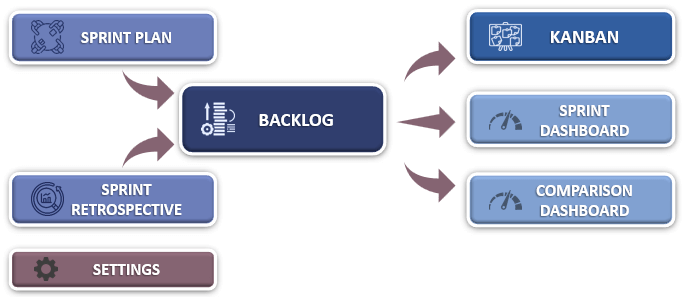 SPRINT PLAN
SPRINT
RETROSPECTIVE
SETTINGS
BACKLOG
KANBAN
SPRINT
DASHBOARD
COMPARISON
DASHBOARD